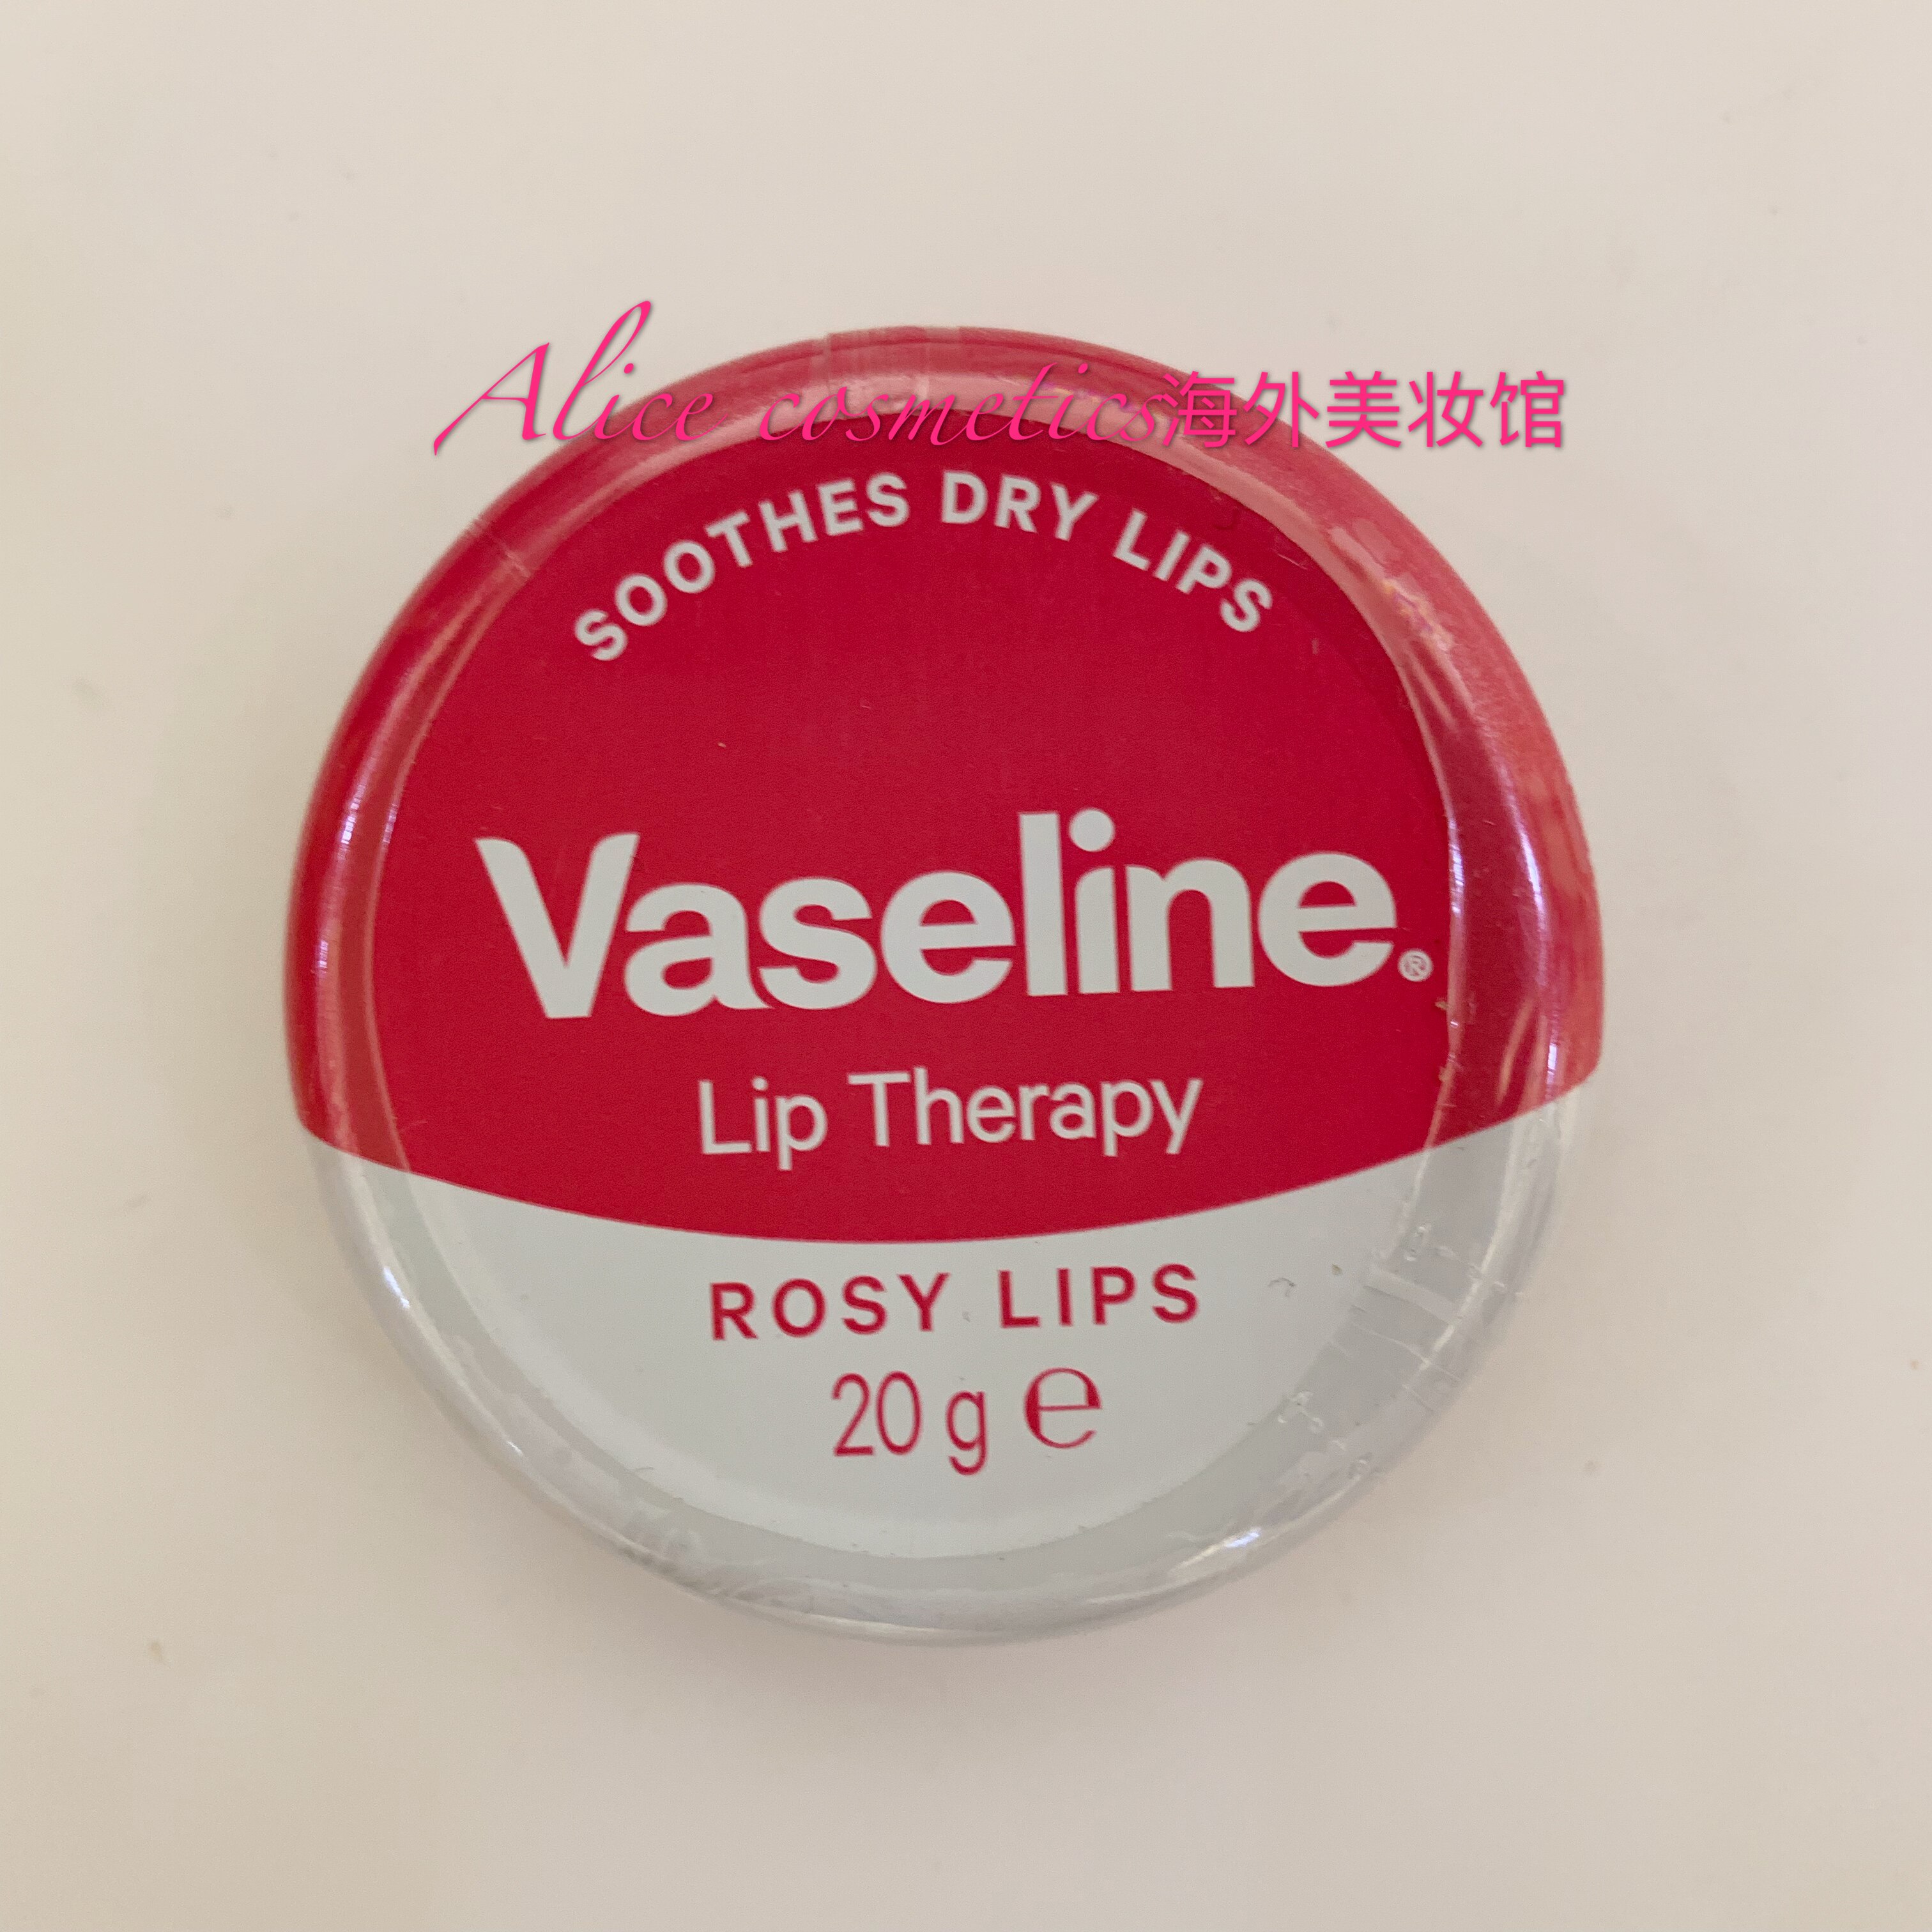 Alice cosmetics海外美妆馆
SOOTHES DRY LIPS
Vaseline®
Lip Therapy
ROSY LIPS
20 g ℮